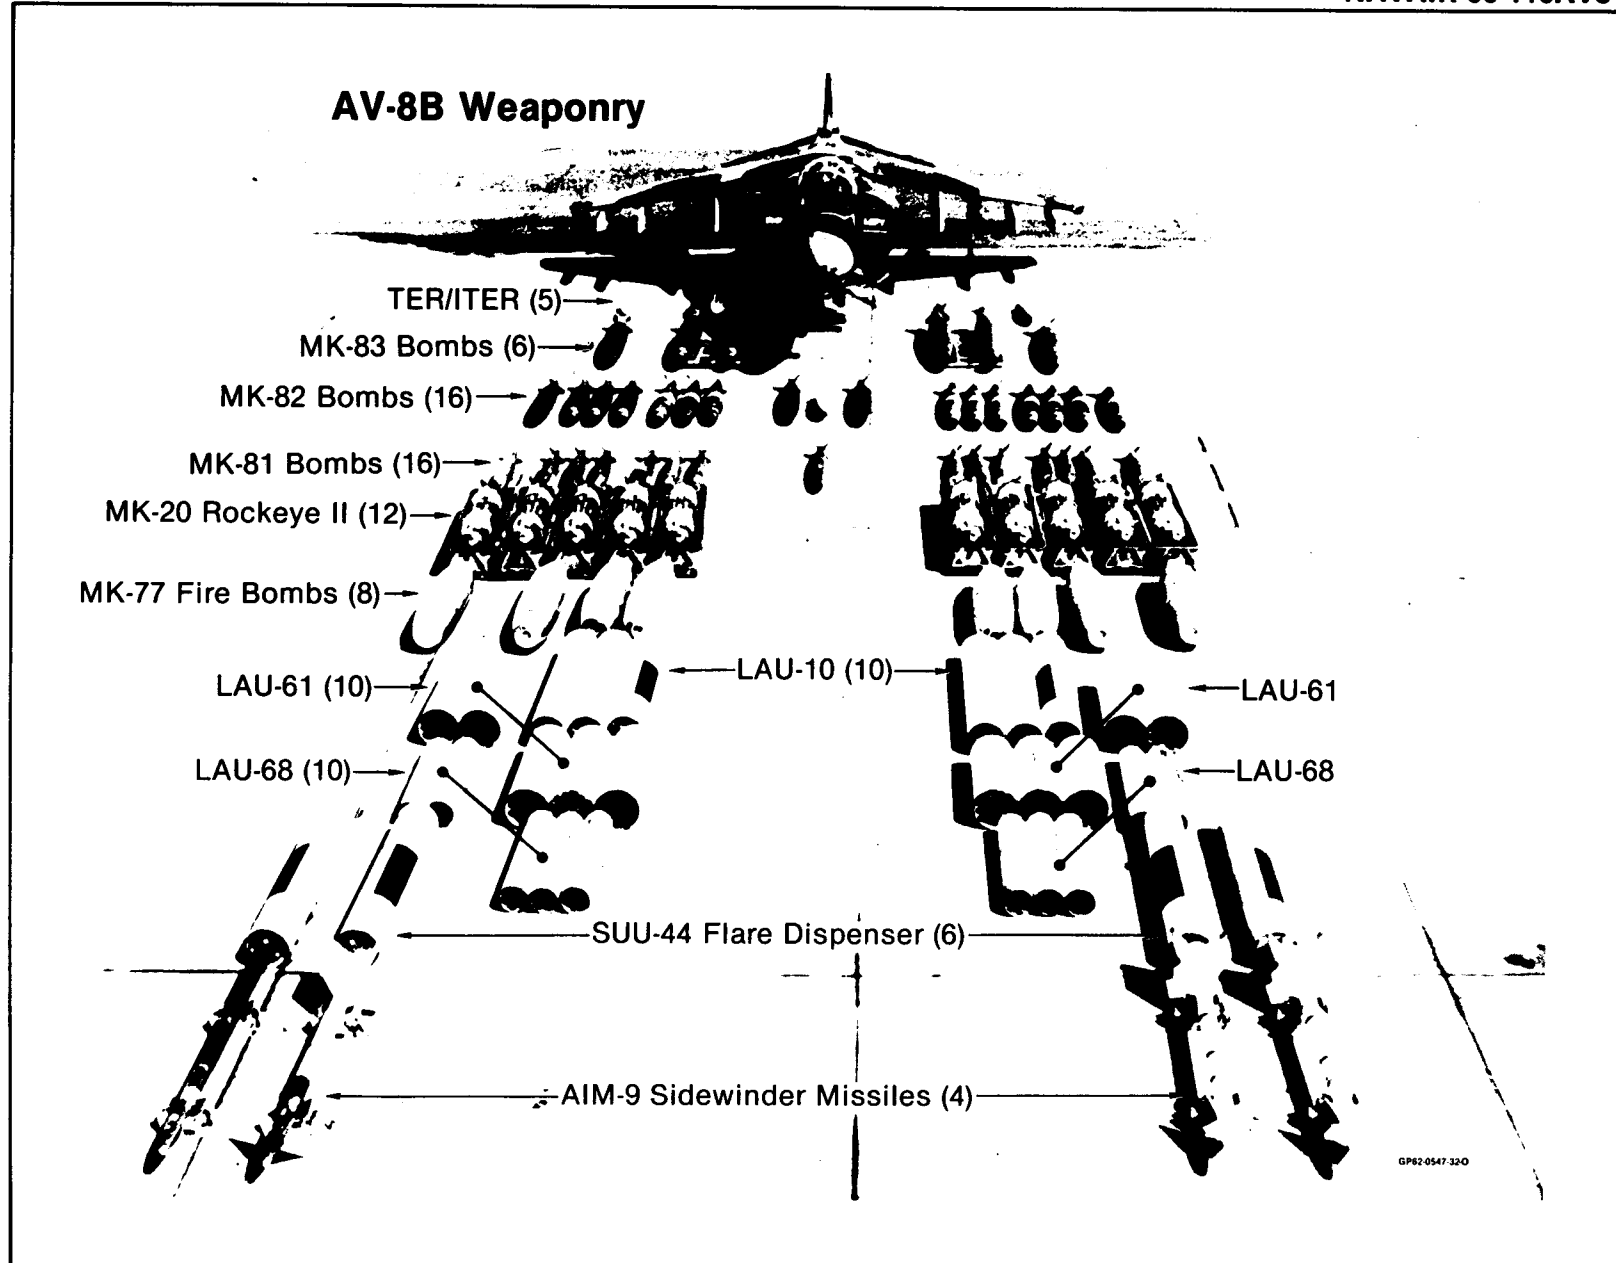 AV-8B Weaponry
TER/ITER (5)
MK-83 Bombs (6)
MK-82 Bombs (16)
MK-81 Bombs (16)
MK-20 Rockeye II (12)
MK-77 Fire Bombs (8)
LAU-10 (10)
LAU-61 (10)
LAU-61
LAU-68 (10)
LAU-68
SUU-44 Flare Dispenser (6)
AIM-9 Sidewinder Missiles (4)
GP62-0547-32-O